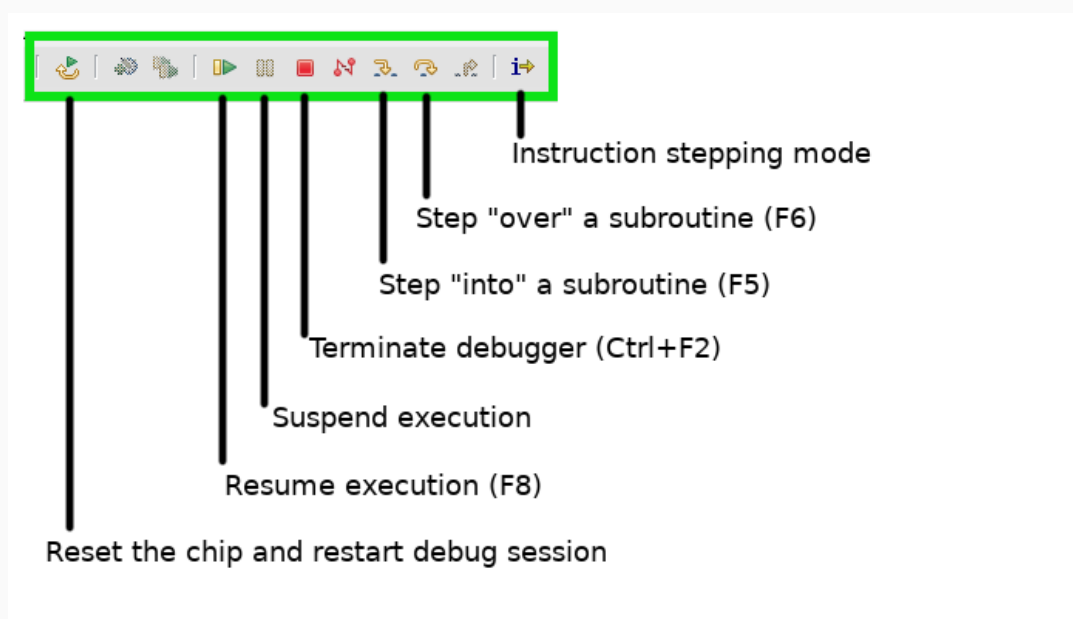 i
Instruction stepping mode
Step "over" a subroutine (F6)
Step "into" a subroutine (F5)
Terminate debugger (Ctrl+F2)
Suspend execution
Resume execution (F8)
Reset the chip and restart debug session